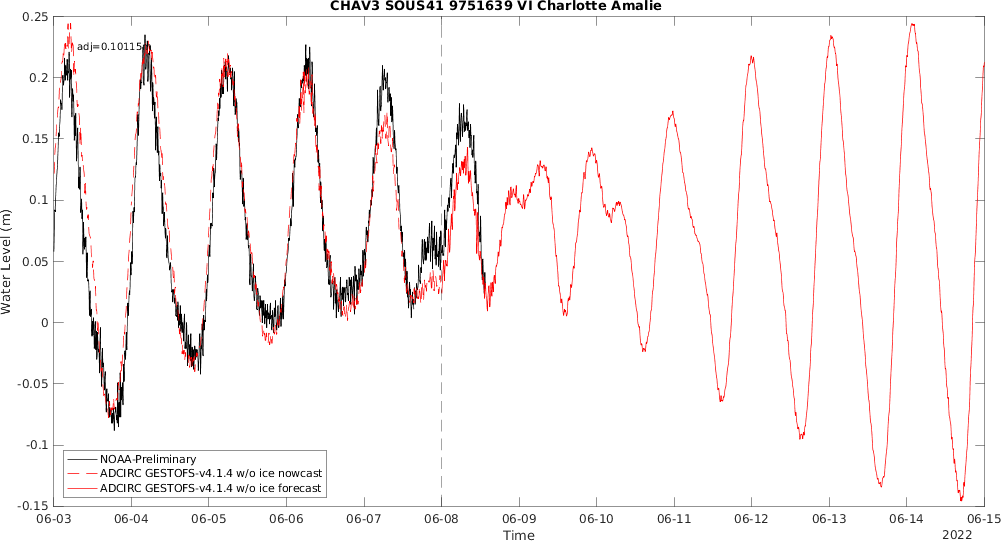 CHAV3 SOUS41 9751639 VI Charlotte Amalie
adj=0.10115
Water Level (m)
0.25
0.2
0.15
0.1
0.05
0
-0.05
-0.1
-0.15
NOAA-Preliminary
ADCIRC GESTOFS-v4.1.4 w/o ice nowcast
ADCIRC GESTOFS-v4.1.4 w/o ice forecast
06-03 06-04 06-05 06-06 06-07 06-08 06-09 06-10 06-11 06-12 06-13 06-14 06-15
Time
2022